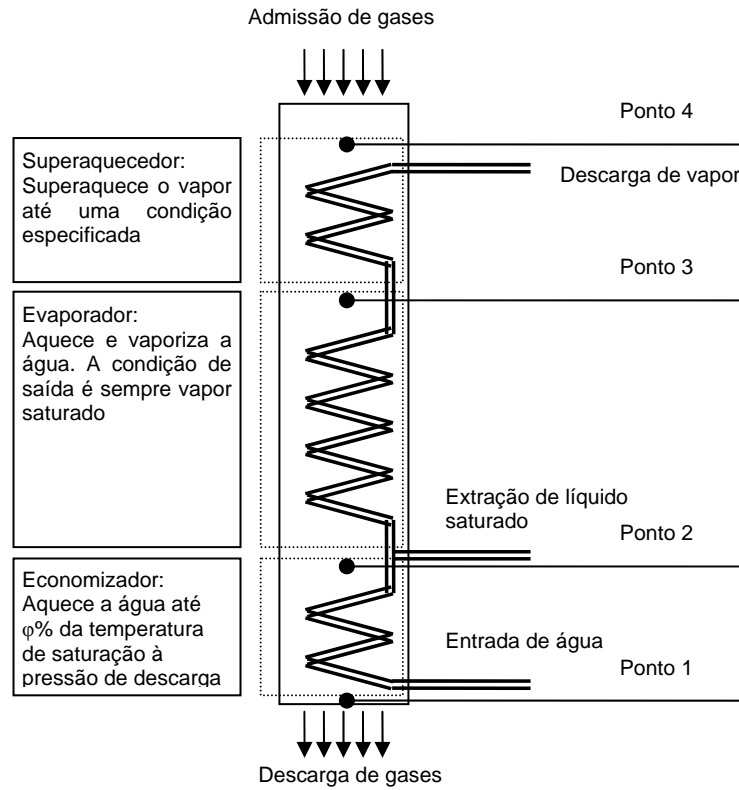 Admissão de gases
Ponto 4
Superaquecedor:
Superaquece o vapor
até uma condição
especificada
Descarga de vapor
Ponto 3
Evaporador:
Aquece e vaporiza a
água. A condição de
saída é sempre vapor
saturado
Extração de líquido
saturado
Ponto 2
Economizador:
Aquece a água até
φ% da temperatura
de saturação à
pressão de descarga
Entrada de água
Ponto 1
Descarga de gases